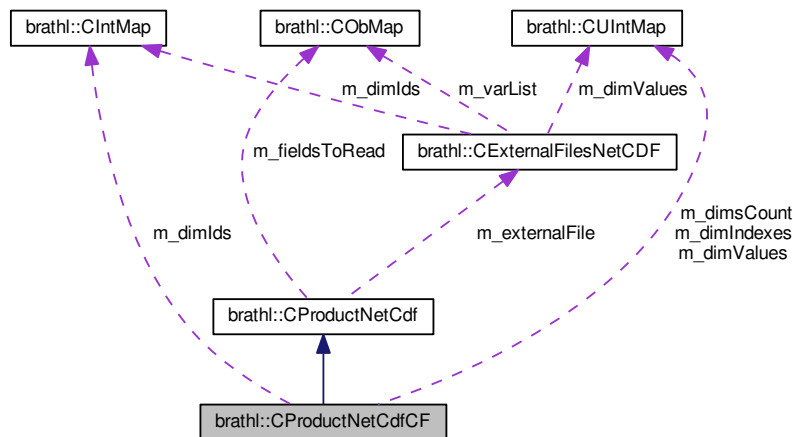 brathl::CIntMap
brathl::CObMap
brathl::CUIntMap
m_dimIds
m_varList
m_dimValues
brathl::CExternalFilesNetCDF
m_fieldsToRead
m_dimIds
m_externalFile
m_dimsCount
m_dimIndexes
m_dimValues
brathl::CProductNetCdf
brathl::CProductNetCdfCF